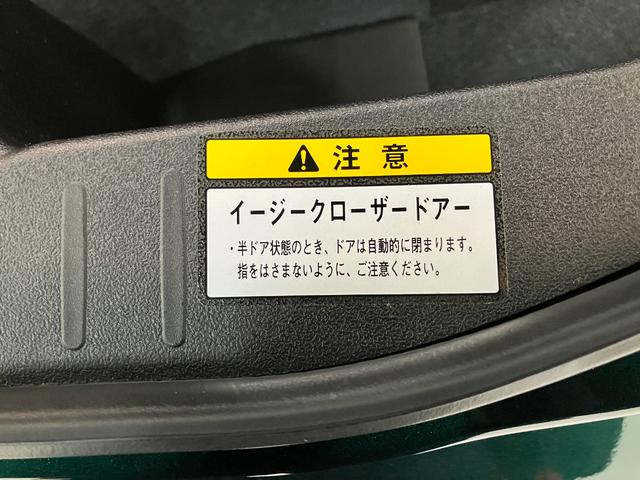 注意
イージークローザードアー
・半ドア状態のとき、ドアは自動的に閉まります。
指をはさまないように、ご注意ください。